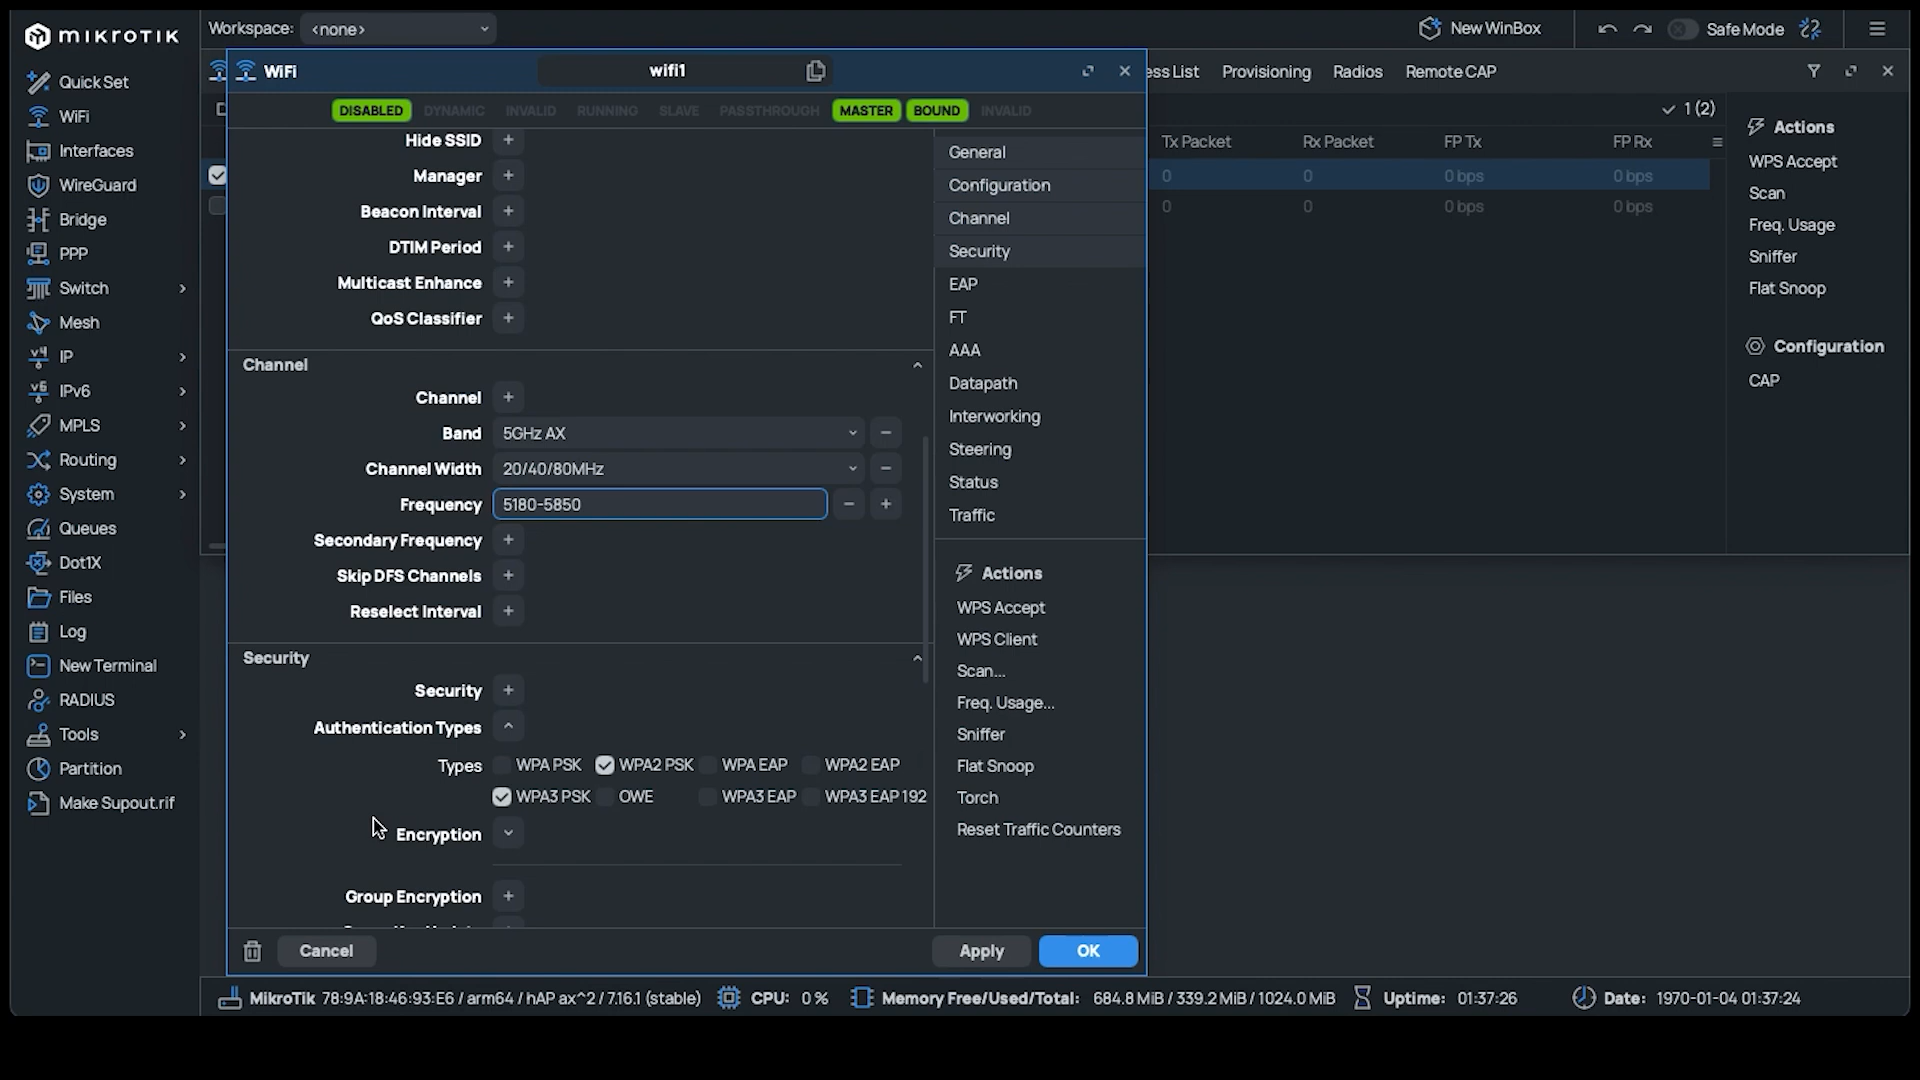 MikroTik
Workspace: <none>
New WinBox
Safe Mode
Quick Set
WiFi
Interfaces
WireGuard
Bridge
PPP
Switch
Mesh
IP
IPv6
MPLS
Routing
System
Queues
Dot1X
Files
Log
New Terminal
RADIUS
Tools
Partition
Make Supout.rif
WiFi
wifi1
DISABLED DYNAMIC INVALID RUNNING SLAVE PASSTHROUGH MASTER BOUND INVALID
Hide SSID
Manager
Beacon Interval
DTIM Period
Multicast Enhance
QoS Classifier
Channel
Channel
Band 5GHz AX
Channel Width 20/40/80MHz
Frequency 5180-5850
Secondary Frequency
Skip DFS Channels
Reselect Interval
Security
Security
Authentication Types
Types WPA PSK WPA2 PSK WPA EAP WPA2 EAP
WPA3 PSK OWE WPA3 EAP WPA3 EAP 192
Encryption
Group Encryption
Cancel
Apply
OK
General
Configuration
Channel
Security
EAP
FT
AAA
Datapath
Interworking
Steering
Status
Traffic
Actions
WPS Accept
WPS Client
Scan...
Freq. Usage...
Sniffer
Flat Snoop
Torch
Reset Traffic Counters
ess List Provisioning Radios Remote CAP
1 (2)
Tx Packet Rx Packet FP Tx FP Rx
0 0 0 bps 0 bps
0 0 0 bps 0 bps
Actions
WPS Accept
Scan
Freq. Usage
Sniffer
Flat Snoop
Configuration
CAP
MikroTik 78:9A:18:46:93:E6 / arm64 / hAP ax^2 / 7.16.1 (stable) CPU: 0 % Memory Free/Used/Total: 684.8 MiB / 339.2 MiB / 1024.0 MiB Uptime: 01:37:26 Date: 1970-01-04 01:37:24